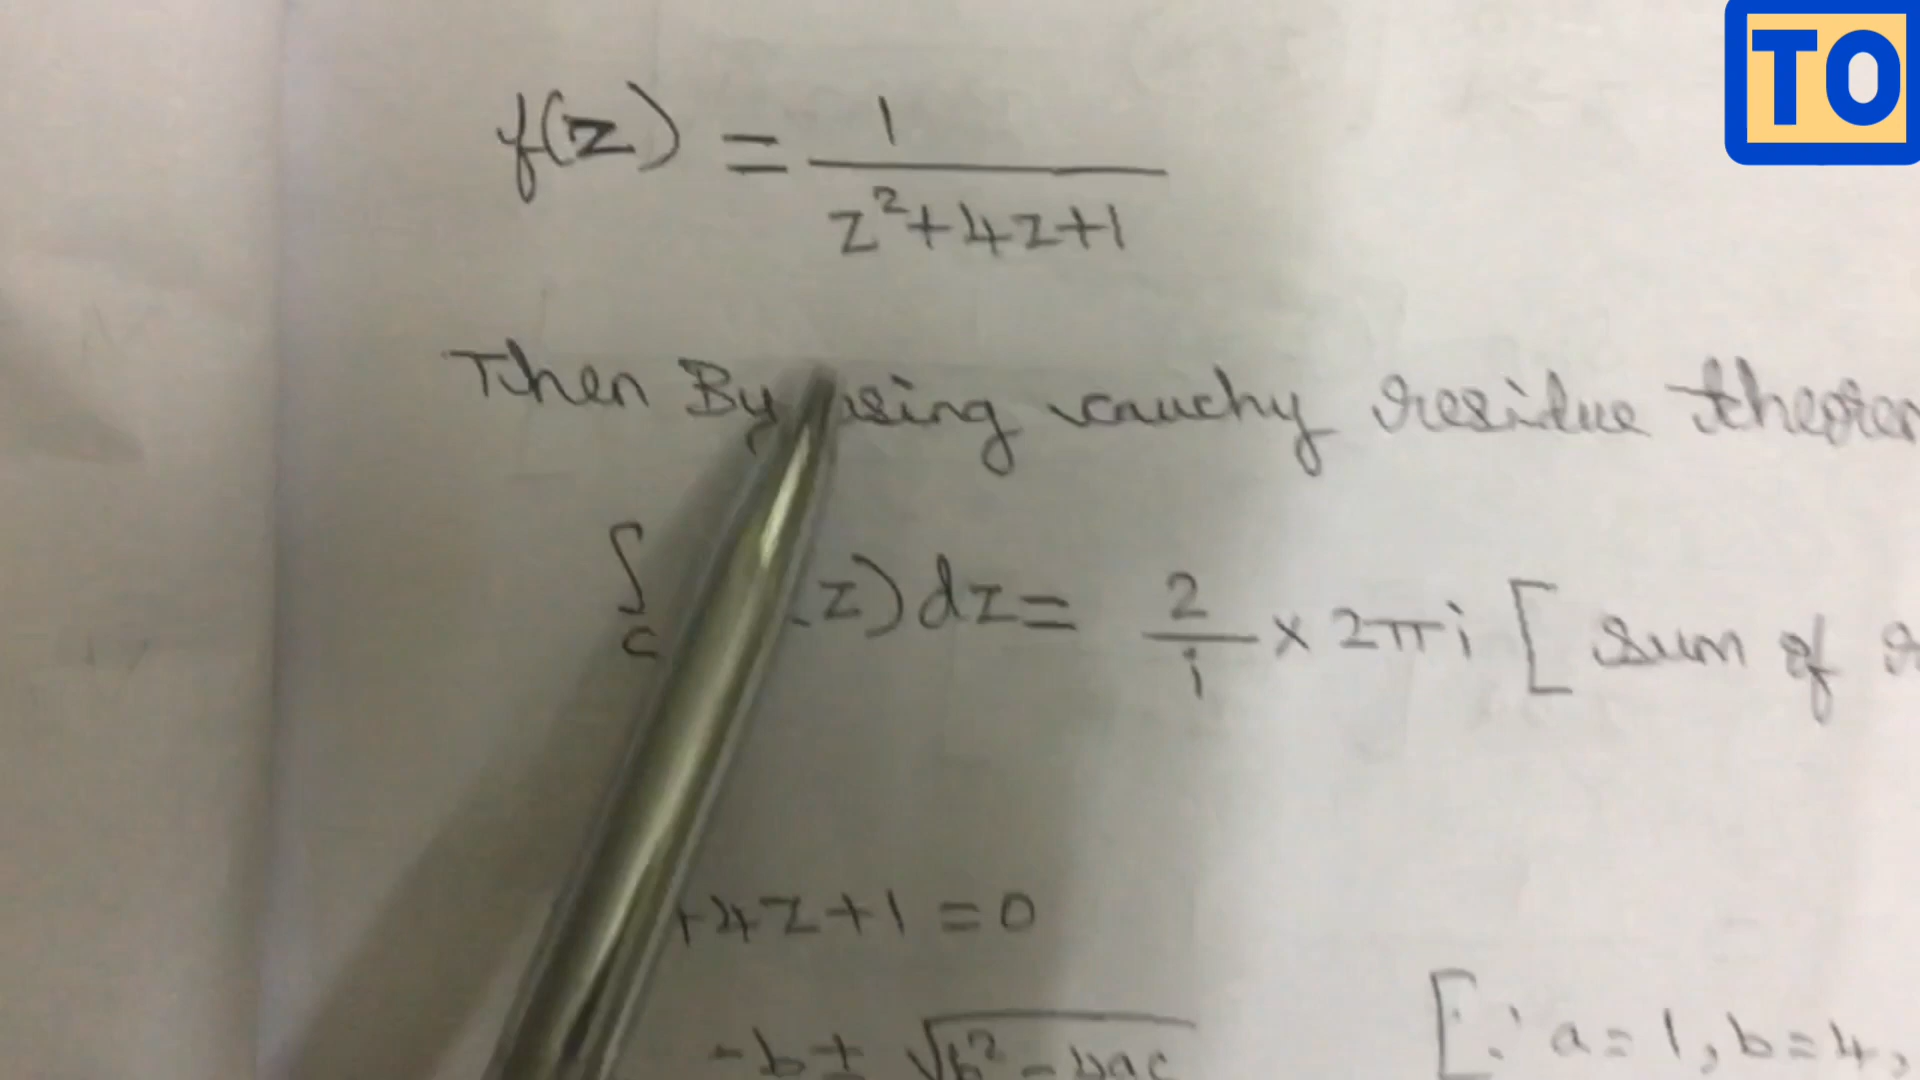 TO
f(z) = 1 / z²+4z+1
Then By using cauchy residue
∫c z) dz = 2/i × 2πi [ sum of
+4z+1 = 0
-b ± √b²-4ac [∵ a=1, b=4,